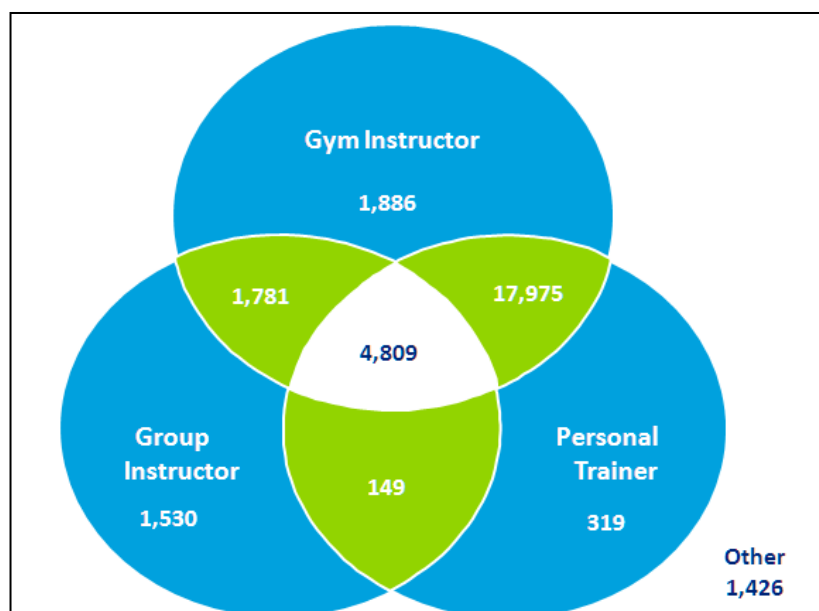 Gym Instructor
1,886
1,781
17,975
4,809
Group
Instructor
1,530
149
Personal
Trainer
319
Other
1,426